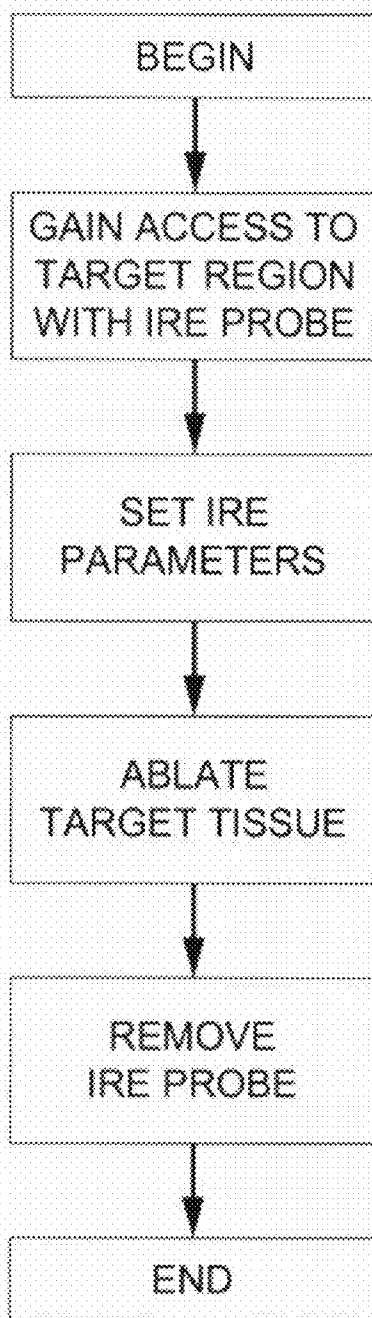 BEGIN
GAIN ACCESS TO
TARGET REGION
WITH IRE PROBE
SET IRE
PARAMETERS
ABLATE
TARGET TISSUE
REMOVE
IRE PROBE
END